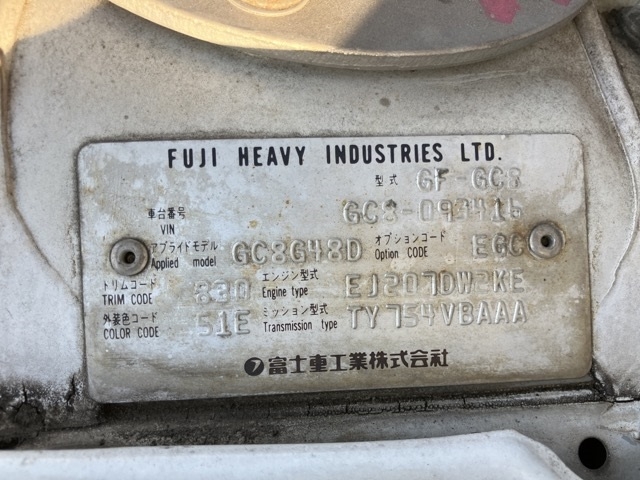 FUJI HEAVY INDUSTRIES LTD.
型式 GF-GC8
車台番号 VIN GC8-093416
アプライドモデル Applied model GC8G48D オプションコード Option CODE EGC
トリムコード TRIM CODE 830 エンジン型式 Engine type EJ207DW2KE
外装色コード COLOR CODE 51E ミッション型式 Transmission type TY754VBAAA
富士重工業株式会社